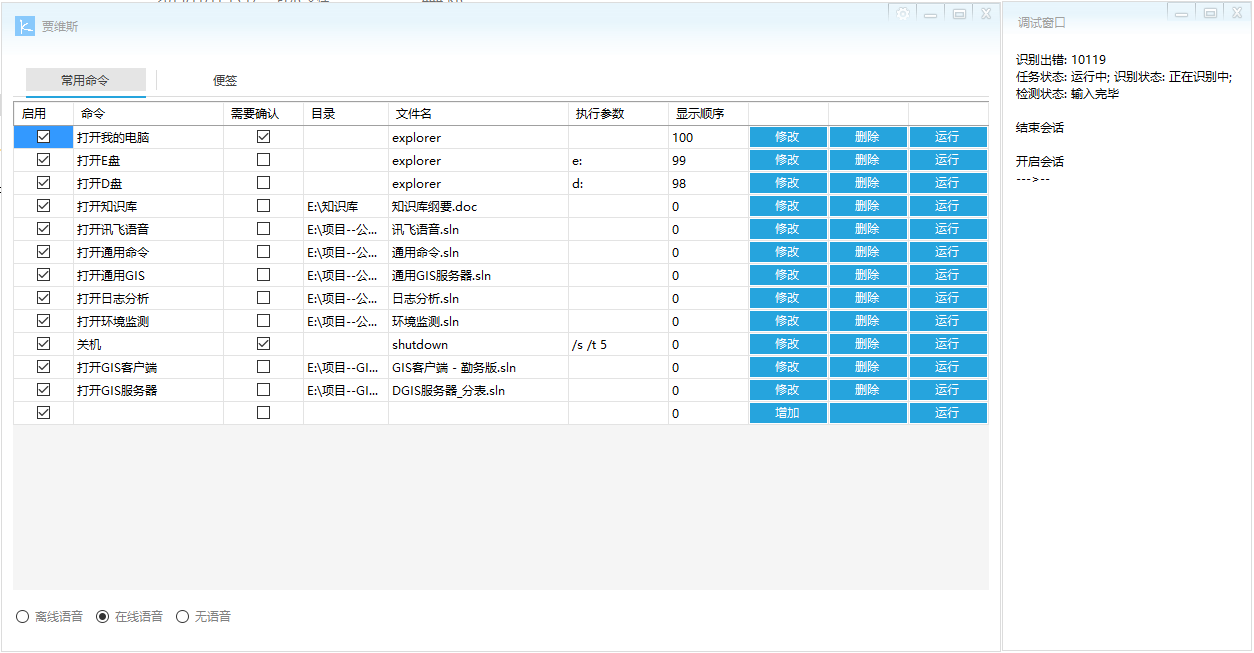 贾维斯
常用命令 便签
启用 命令 需要确认 目录 文件名 执行参数 显示顺序
打开我的电脑 explorer 100 修改 删除 运行
打开E盘 explorer e: 99 修改 删除 运行
打开D盘 explorer d: 98 修改 删除 运行
打开知识库 E:\知识库 知识库纲要.doc 0 修改 删除 运行
打开讯飞语音 E:\项目--公... 讯飞语音.sln 0 修改 删除 运行
打开通用命令 E:\项目--公... 通用命令.sln 0 修改 删除 运行
打开通用GIS E:\项目--公... 通用GIS服务器.sln 0 修改 删除 运行
打开日志分析 E:\项目--公... 日志分析.sln 0 修改 删除 运行
打开环境监测 E:\项目--公... 环境监测.sln 0 修改 删除 运行
关机 shutdown /s /t 5 0 修改 删除 运行
打开GIS客户端 E:\项目--GI... GIS客户端 - 勤务版.sln 0 修改 删除 运行
打开GIS服务器 E:\项目--GI... DGIS服务器_分表.sln 0 修改 删除 运行
0 增加 运行
离线语音 在线语音 无语音
调试窗口
识别出错: 10119
任务状态: 运行中; 识别状态: 正在识别中;
检测状态: 输入完毕
结束会话
开启会话
--->--